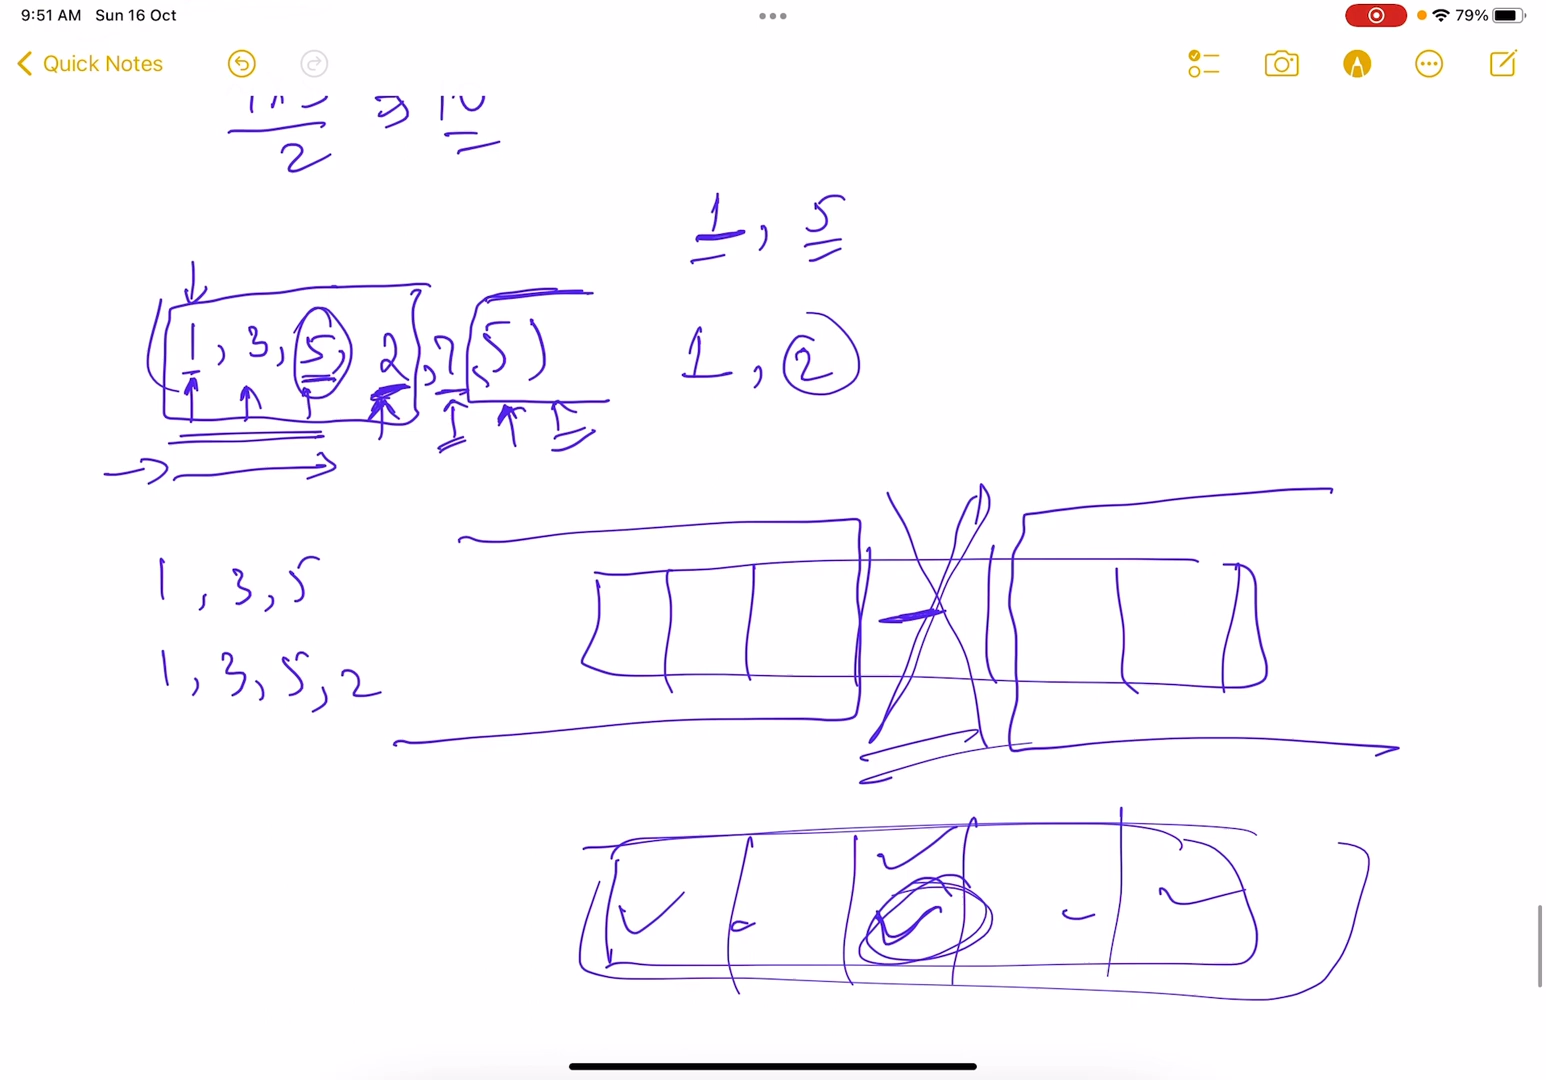 9:51 AM Sun 16 Oct
79%
Quick Notes
2
1, 5
1, 3, 5, 2, 7, 5)
1, 2
1, 3, 5
1, 3, 5, 2